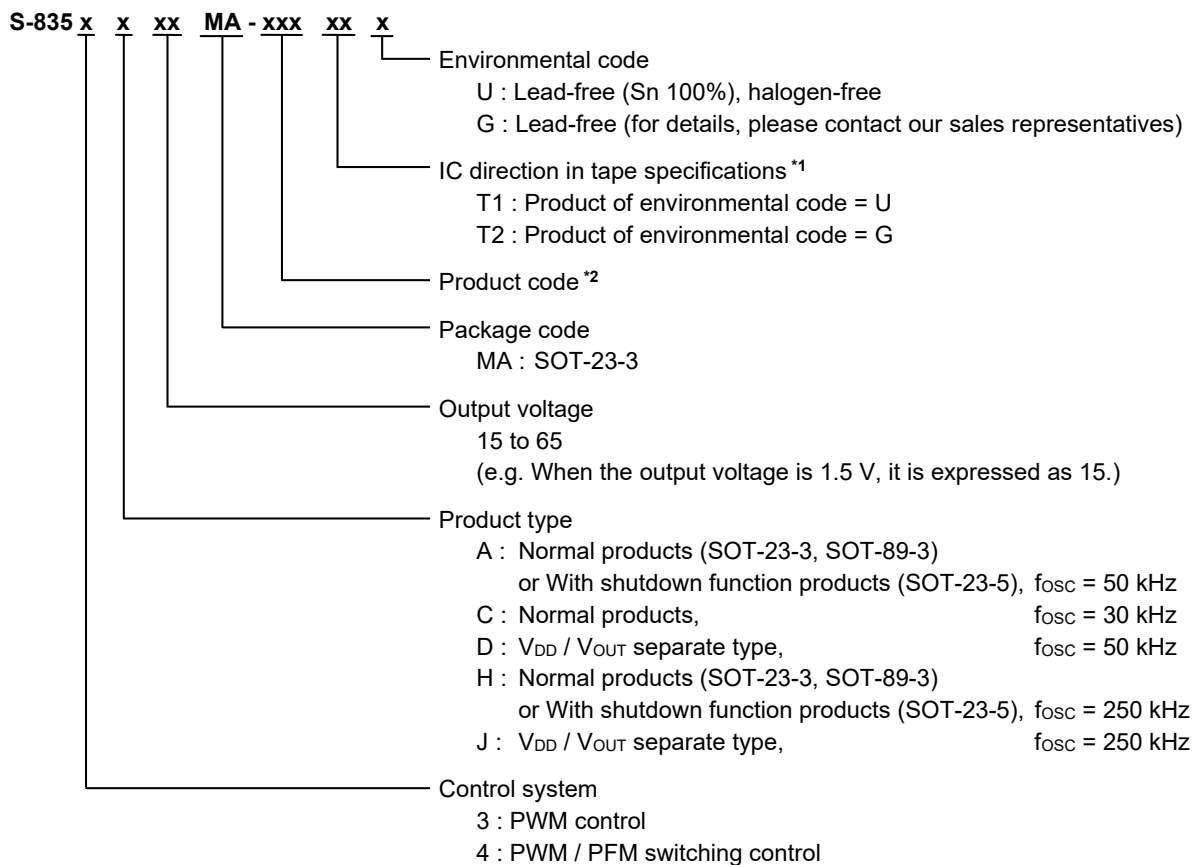 S-835 x x xx MA - xxx xx x
Environmental code
U : Lead-free (Sn 100%), halogen-free
G : Lead-free (for details, please contact our sales representatives)
IC direction in tape specifications *1
T1 : Product of environmental code = U
T2 : Product of environmental code = G
Product code *2
Package code
MA : SOT-23-3
Output voltage
15 to 65
(e.g. When the output voltage is 1.5 V, it is expressed as 15.)
Product type
A : Normal products (SOT-23-3, SOT-89-3)
or With shutdown function products (SOT-23-5), fOSC = 50 kHz
C : Normal products, fOSC = 30 kHz
D : VDD / VOUT separate type, fOSC = 50 kHz
H : Normal products (SOT-23-3, SOT-89-3)
or With shutdown function products (SOT-23-5), fOSC = 250 kHz
J : VDD / VOUT separate type, fOSC = 250 kHz
Control system
3 : PWM control
4 : PWM / PFM switching control